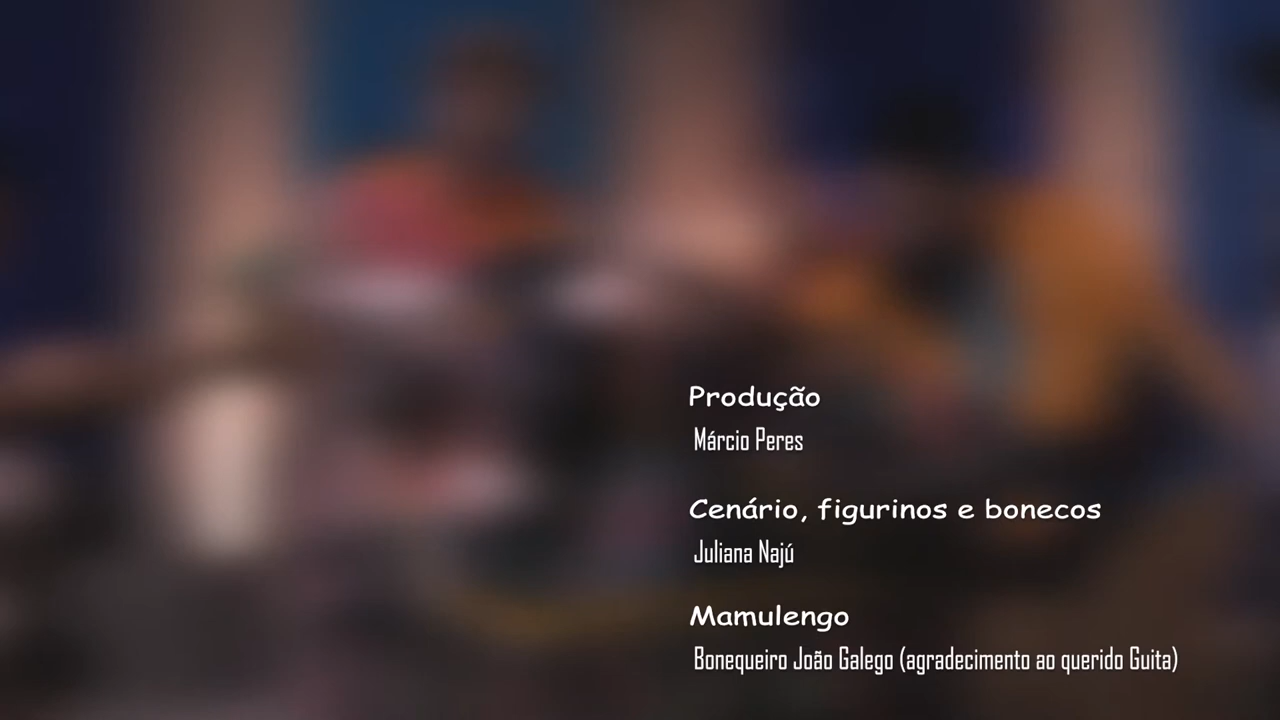 Produção
Márcio Peres
Cenário, figurinos e bonecos
Juliana Najú
Mamulengo
Bonequeiro João Galego (agradecimento ao querido Guita)